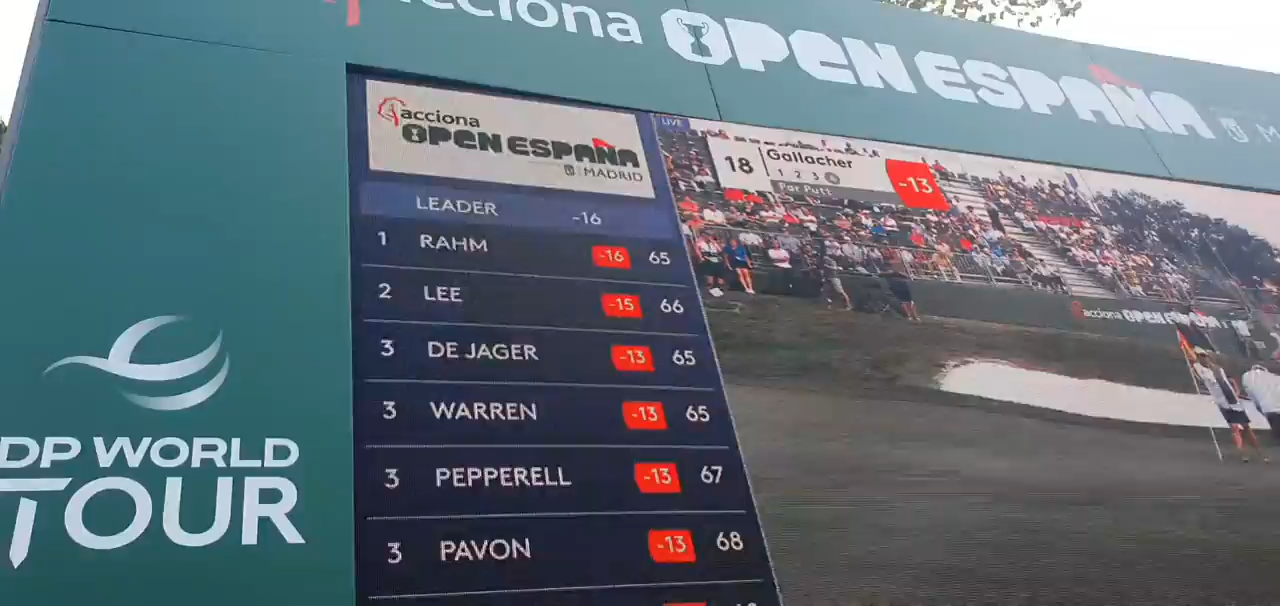 acciona OPEN ESPAÑA
acciona
OPEN ESPAÑA
MADRID
LEADER -16
1 RAHM -16 65
2 LEE -15 66
3 DE JAGER -13 65
3 WARREN -13 65
3 PEPPERELL -13 67
3 PAVON -13 68
LIVE
18 Gallacher -13
1 2 3 4
Par Putt
acciona OPEN ESPAÑA
DP WORLD
TOUR